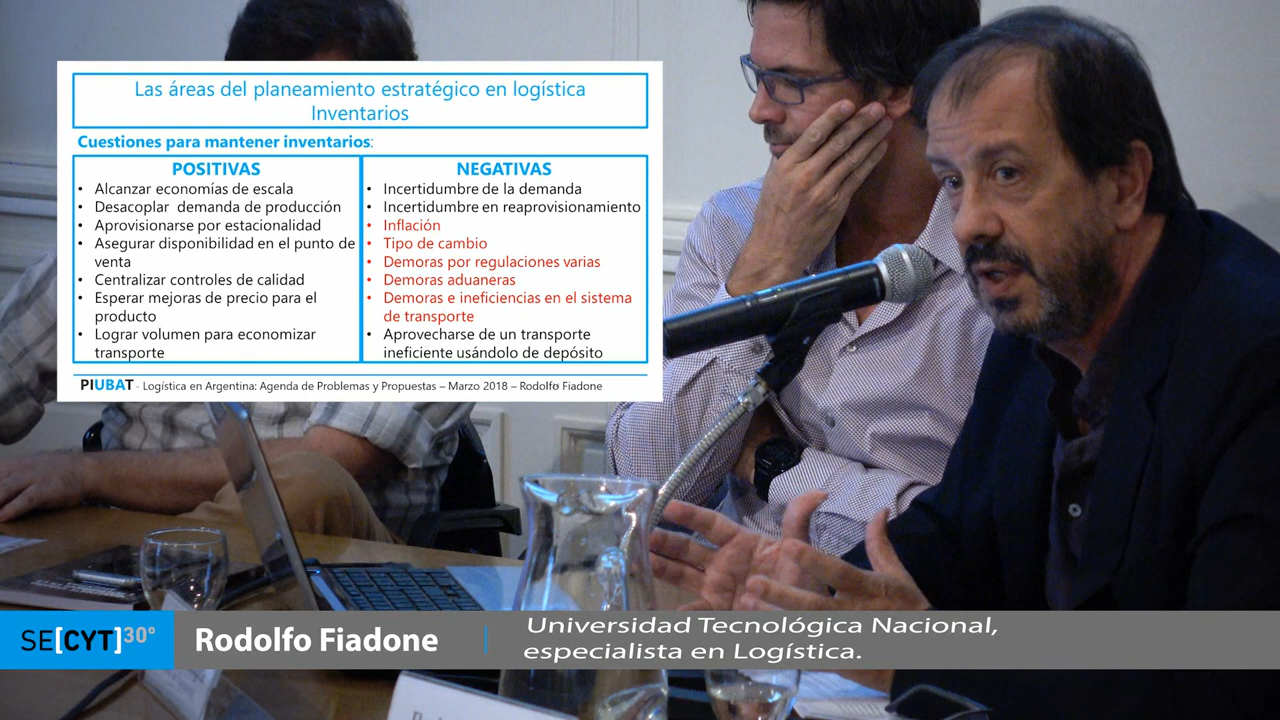 Las áreas del planeamiento estratégico en logística
Inventarios
Cuestiones para mantener inventarios:
POSITIVAS
• Alcanzar economías de escala
• Desacoplar demanda de producción
• Aprovisionarse por estacionalidad
• Asegurar disponibilidad en el punto de
venta
• Centralizar controles de calidad
• Esperar mejoras de precio para el
producto
• Lograr volumen para economizar
transporte
NEGATIVAS
• Incertidumbre de la demanda
• Incertidumbre en reaprovisionamiento
• Inflación
• Tipo de cambio
• Demoras por regulaciones varias
• Demoras aduaneras
• Demoras e ineficiencias en el sistema
de transporte
• Aprovecharse de un transporte
ineficiente usándolo de depósito
PIUBAT - Logística en Argentina: Agenda de Problemas y Propuestas – Marzo 2018 – Rodolfo Fiadone
SE[CYT]30°
Rodolfo Fiadone
Universidad Tecnológica Nacional,
especialista en Logística.